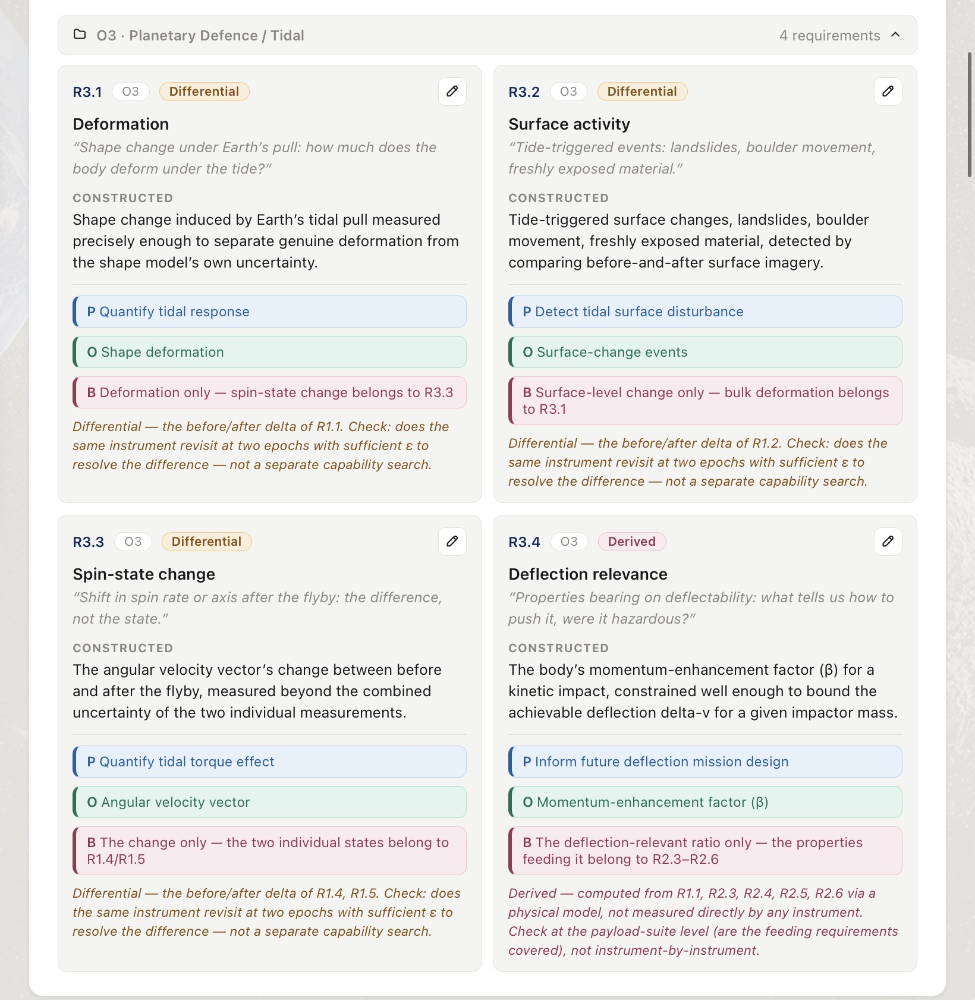 O3 · Planetary Defence / Tidal
4 requirements
R3.1 O3 Differential
Deformation
“Shape change under Earth’s pull: how much does the
body deform under the tide?”
CONSTRUCTED
Shape change induced by Earth’s tidal pull measured
precisely enough to separate genuine deformation from
the shape model’s own uncertainty.
P Quantify tidal response
O Shape deformation
B Deformation only — spin-state change belongs to R3.3
Differential — the before/after delta of R1.1. Check: does the
same instrument revisit at two epochs with sufficient ε to
resolve the difference — not a separate capability search.
R3.2 O3 Differential
Surface activity
“Tide-triggered events: landslides, boulder movement,
freshly exposed material.”
CONSTRUCTED
Tide-triggered surface changes, landslides, boulder
movement, freshly exposed material, detected by
comparing before-and-after surface imagery.
P Detect tidal surface disturbance
O Surface-change events
B Surface-level change only — bulk deformation belongs
to R3.1
Differential — the before/after delta of R1.2. Check: does the
same instrument revisit at two epochs with sufficient ε to
resolve the difference — not a separate capability search.
R3.3 O3 Differential
Spin-state change
“Shift in spin rate or axis after the flyby: the difference,
not the state.”
CONSTRUCTED
The angular velocity vector’s change between before
and after the flyby, measured beyond the combined
uncertainty of the two individual measurements.
P Quantify tidal torque effect
O Angular velocity vector
B The change only — the two individual states belong to
R1.4/R1.5
Differential — the before/after delta of R1.4, R1.5. Check: does
the same instrument revisit at two epochs with sufficient ε to
resolve the difference — not a separate capability search.
R3.4 O3 Derived
Deflection relevance
“Properties bearing on deflectability: what tells us how to
push it, were it hazardous?”
CONSTRUCTED
The body’s momentum-enhancement factor (β) for a
kinetic impact, constrained well enough to bound the
achievable deflection delta-v for a given impactor mass.
P Inform future deflection mission design
O Momentum-enhancement factor (β)
B The deflection-relevant ratio only — the properties
feeding it belong to R2.3–R2.6
Derived — computed from R1.1, R2.3, R2.4, R2.5, R2.6 via a
physical model, not measured directly by any instrument.
Check at the payload-suite level (are the feeding requirements
covered), not instrument-by-instrument.